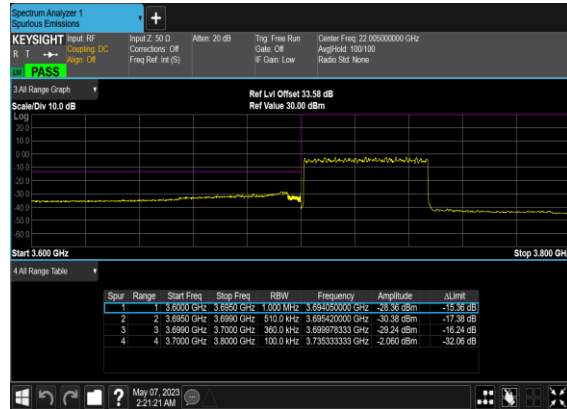 Spectrum Analyzer 1
Spurious Emissions
+
KEYSIGHT Input: RF Input Z: 50 Ω Atten: 20 dB Trig: Free Run Center Freq: 22.005000000 GHz
R T Coupling: DC Corrections: Off Gate: Off Avg|Hold: 100/100
Align: Off Freq Ref: Int (S) IF Gain: Low Radio Std: None
PASS
3 All Range Graph
Ref Lvl Offset 33.58 dB
Scale/Div 10.0 dB Ref Value 30.00 dBm
Log
20.0
10.0
0.00
-10.0
-20.0
-30.0
-40.0
-50.0
-60.0
Start 3.600 GHz Stop 3.800 GH
4 All Range Table
Spur Range Start Freq Stop Freq RBW Frequency Amplitude ΔLimit
1 1 3.6000 GHz 3.6950 GHz 1.000 MHz 3.694050000 GHz -28.36 dBm -15.36 dB
2 2 3.6950 GHz 3.6990 GHz 510.0 kHz 3.695420000 GHz -30.38 dBm -17.38 dB
3 3 3.6990 GHz 3.7000 GHz 360.0 kHz 3.699978333 GHz -29.24 dBm -16.24 dB
4 4 3.7000 GHz 3.8000 GHz 100.0 kHz 3.735333333 GHz -2.060 dBm -32.06 dB
? May 07, 2023
2:21:21 AM